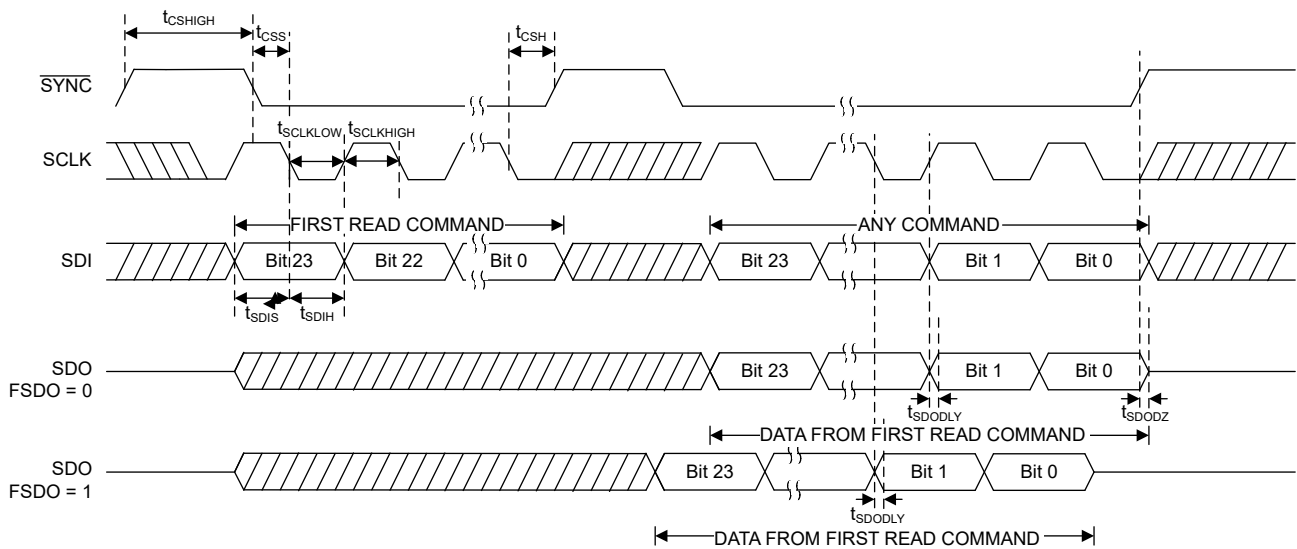 tCSHIGH
tCSS
tCSH
SYNC
tSCLKLOW
tSCLKHIGH
SCLK
FIRST READ COMMAND
ANY COMMAND
SDI
Bit 23
Bit 22
Bit 0
Bit 23
Bit 1
Bit 0
tSDIS
tSDIH
SDO
FSDO = 0
Bit 23
Bit 1
Bit 0
tSDODLY
tSDODZ
DATA FROM FIRST READ COMMAND
SDO
FSDO = 1
Bit 23
Bit 1
Bit 0
tSDODLY
DATA FROM FIRST READ COMMAND